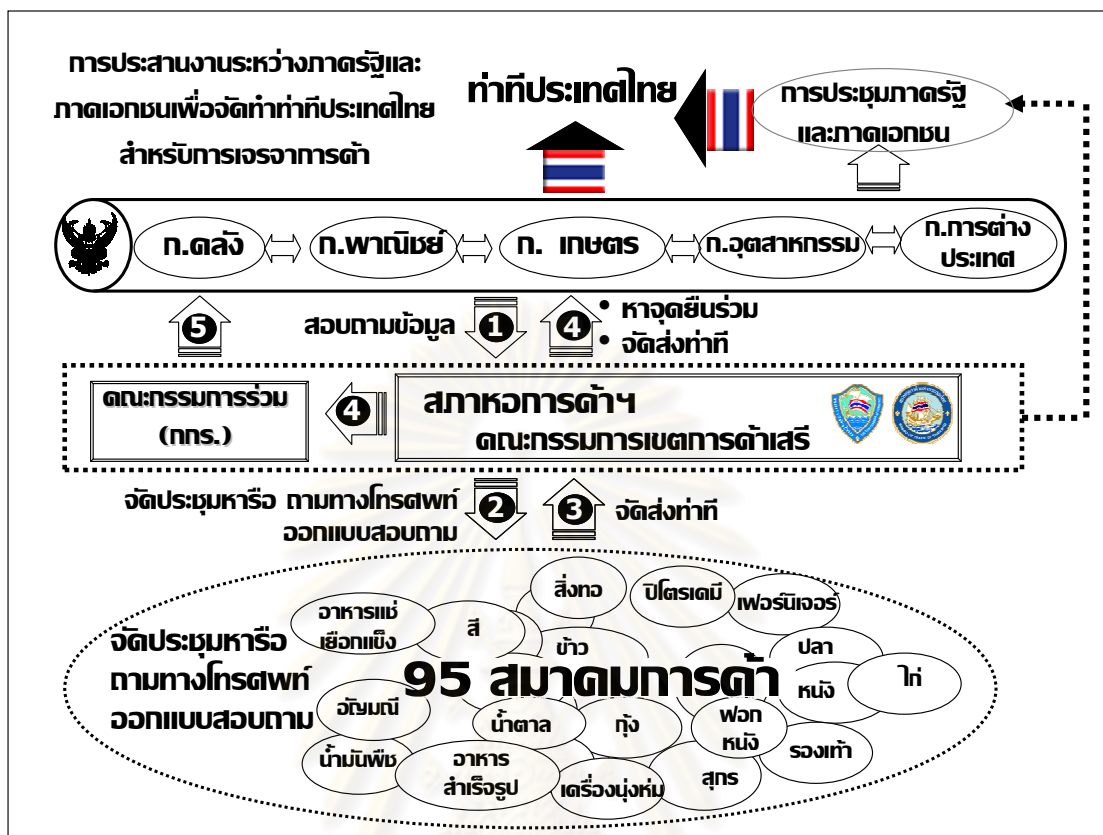 การประสานงานระหว่างภาครัฐและ
ภาคเอกชนเพื่อจัดทำท่าทีประเทศไทย
สำหรับการเจรจาการค้า
ท่าทีประเทศไทย
การประชุมภาครัฐ
และภาคเอกชน
ก.คลัง
ก.พาณิชย์
ก. เกษตร
ก.อุตสาหกรรม
ก.การต่าง
ประเทศ
5
สอบถามข้อมูล
1
4
• หาจุดยืนร่วม
• จัดส่งท่าที
คณะกรรมการร่วม
(กกร.)
4
สภาหอการค้าฯ
คณะกรรมการเขตการค้าเสรี
จัดประชุมหารือ ถามทางโทรศพท์
ออกแบบสอบถาม
2
3
จัดส่งท่าที
จัดประชุมหารือ
ถามทางโทรศพท์
ออกแบบสอบถาม
95 สมาคมการค้า
อาหารแช่
เยือกแข็ง
สี
สิ่งทอ
ปิโตรเคมี
เฟอร์นิเจอร์
ข้าว
ปลา
หนัง
ไก่
อัญมณี
น้ำตาล
กุ้ง
ฟอก
หนัง
รองเท้า
น้ำมันพืช
อาหาร
สำเร็จรูป
เครื่องนุ่งห่ม
สุกร